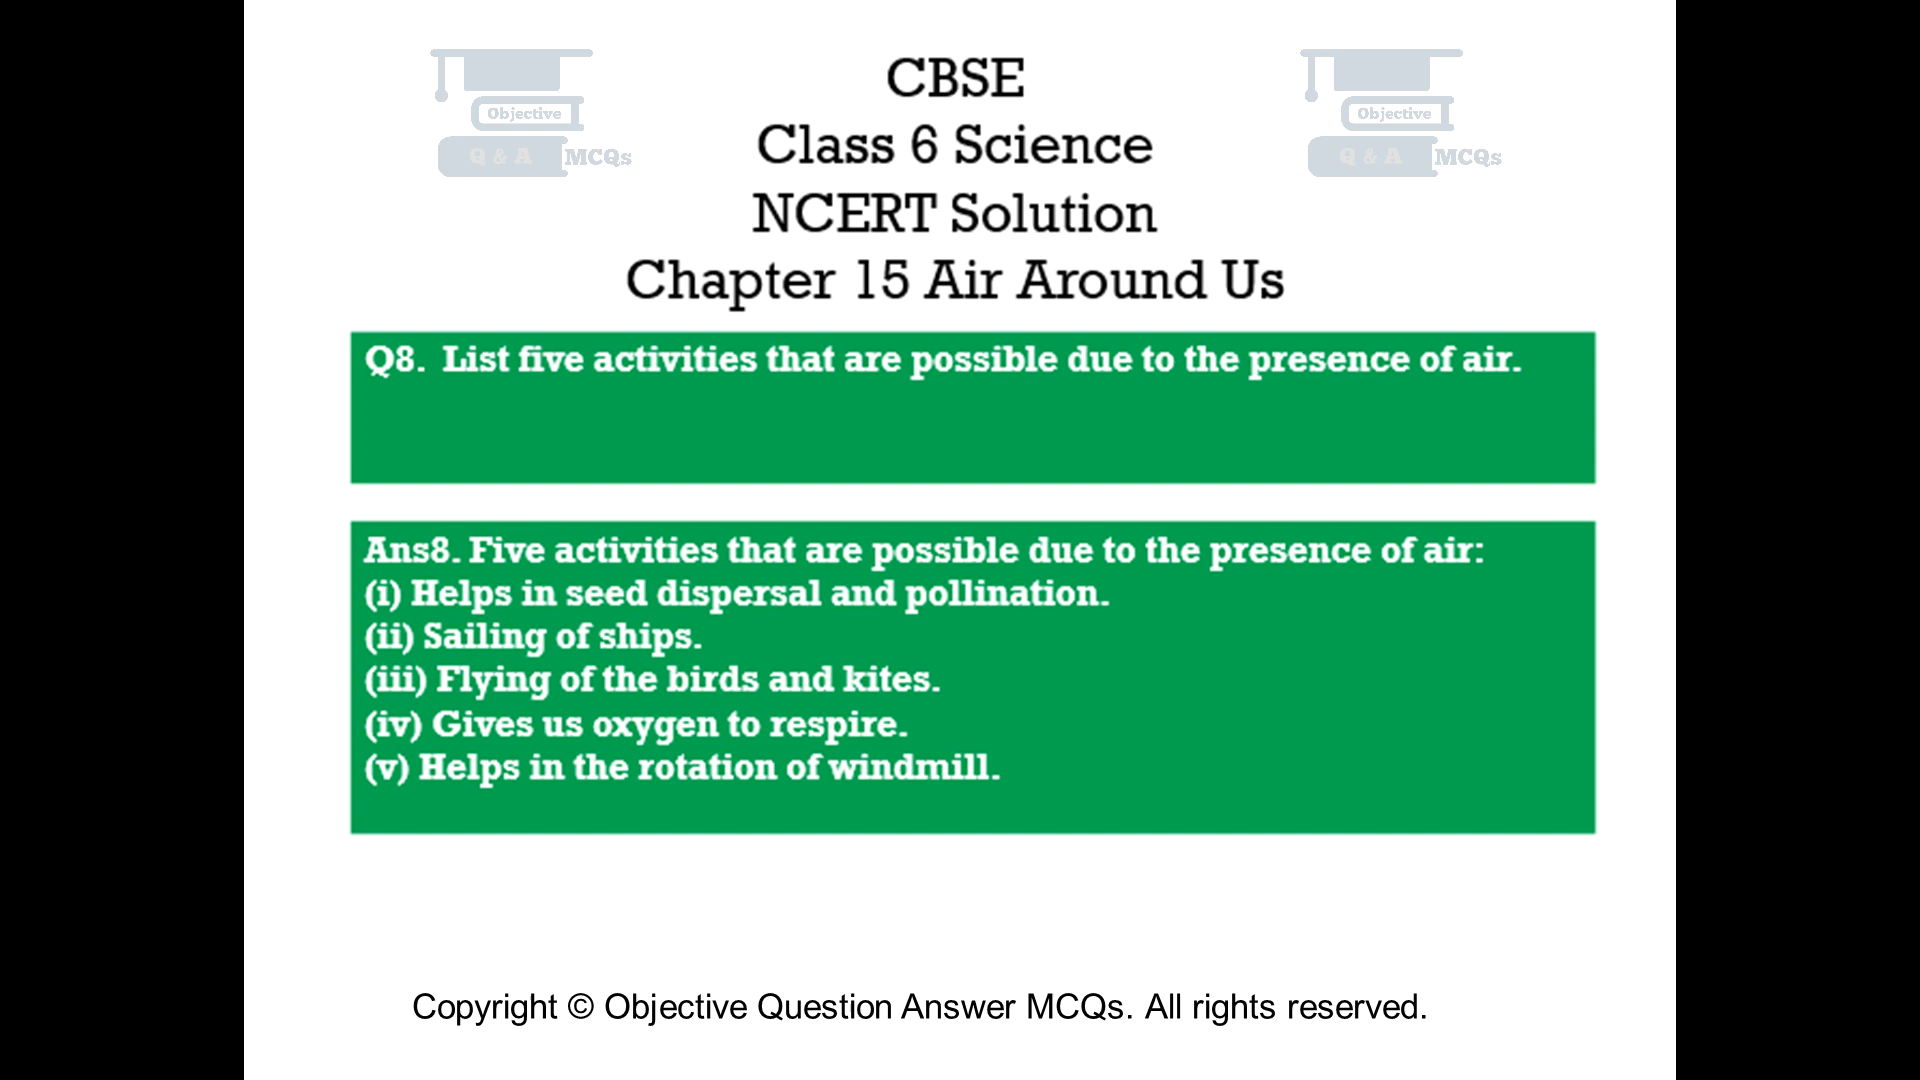 Objective
Q & A MCQs
Objective
Q & A MCQs
CBSE
Class 6 Science
NCERT Solution
Chapter 15 Air Around Us
Q8.  List five activities that are possible due to the presence of air.
Ans8. Five activities that are possible due to the presence of air:
(i) Helps in seed dispersal and pollination.
(ii) Sailing of ships.
(iii) Flying of the birds and kites.
(iv) Gives us oxygen to respire.
(v) Helps in the rotation of windmill.
Copyright © Objective Question Answer MCQs. All rights reserved.